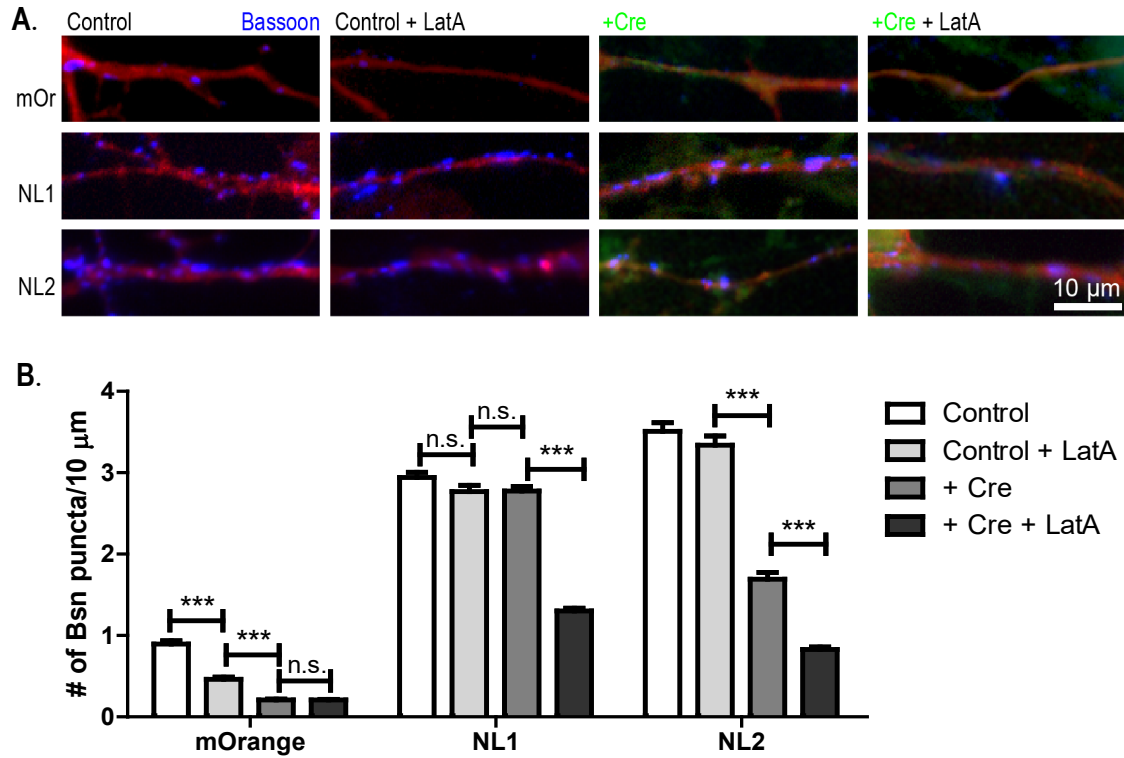 A.
Control Bassoon Control + LatA +Cre +Cre + LatA
mOr
NL1
NL2
10 µm
B.
# of Bsn puncta/10 µm
4
3
2
1
0
*** *** n.s.
n.s. n.s. ***
*** ***
mOrange NL1 NL2
Control
Control + LatA
+ Cre
+ Cre + LatA